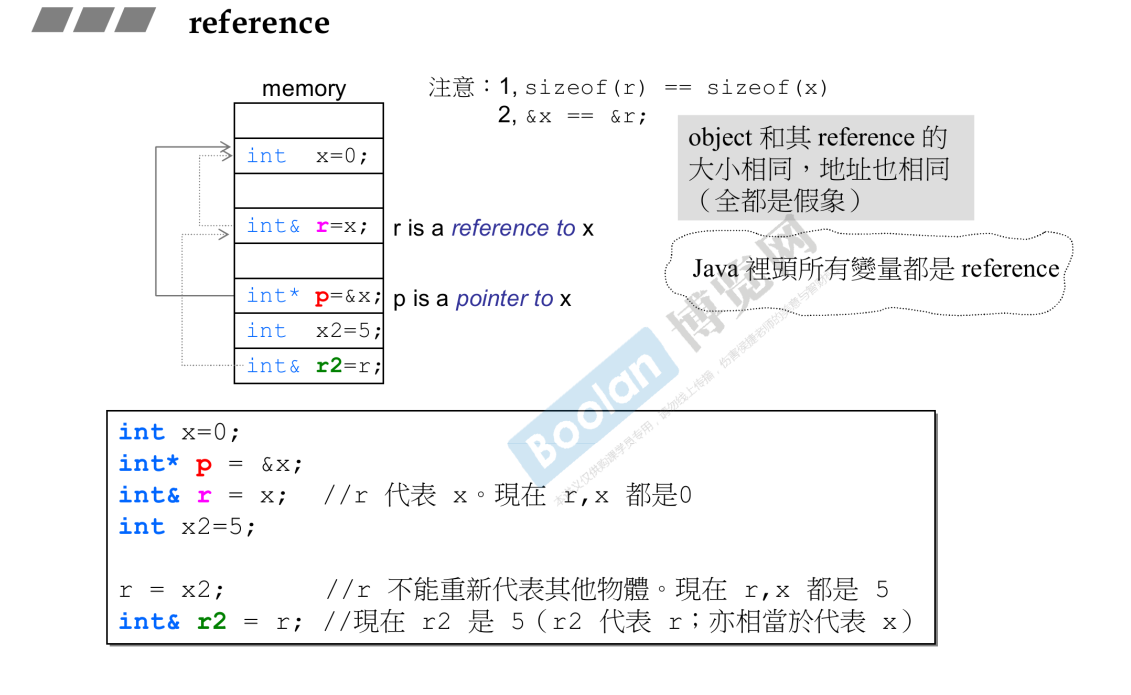 reference
memory
int x=0;
int& r=x;
int* p=&x;
int x2=5;
int& r2=r;
r is a reference to x
p is a pointer to x
注意：1, sizeof(r) == sizeof(x)
2, &x == &r;
object 和其 reference 的
大小相同，地址也相同
（全都是假象）
Java 裡頭所有變量都是 reference
Boolan 博览网
int x=0;
int* p = &x;
int& r = x; //r 代表 x。現在 r,x 都是0
int x2=5;
r = x2; //r 不能重新代表其他物體。現在 r,x 都是 5
int& r2 = r; //現在 r2 是 5（r2 代表 r；亦相當於代表 x）